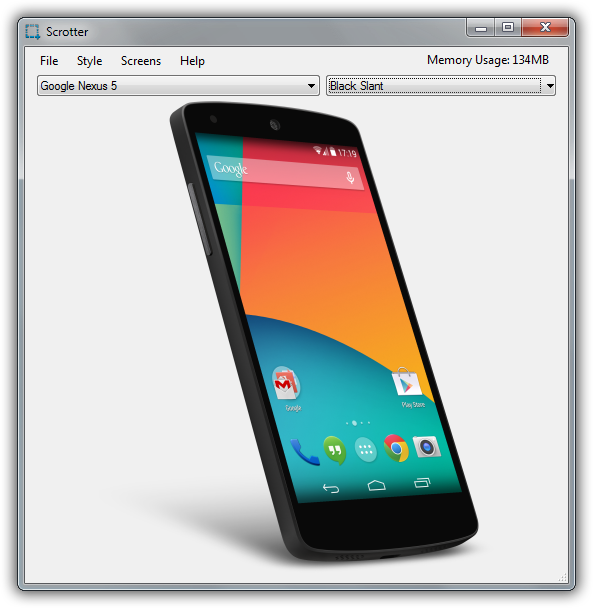 Scrotter
File Style Screens Help Memory Usage: 134MB
Google Nexus 5 Black Slant
17:19
Google
Google Play Store